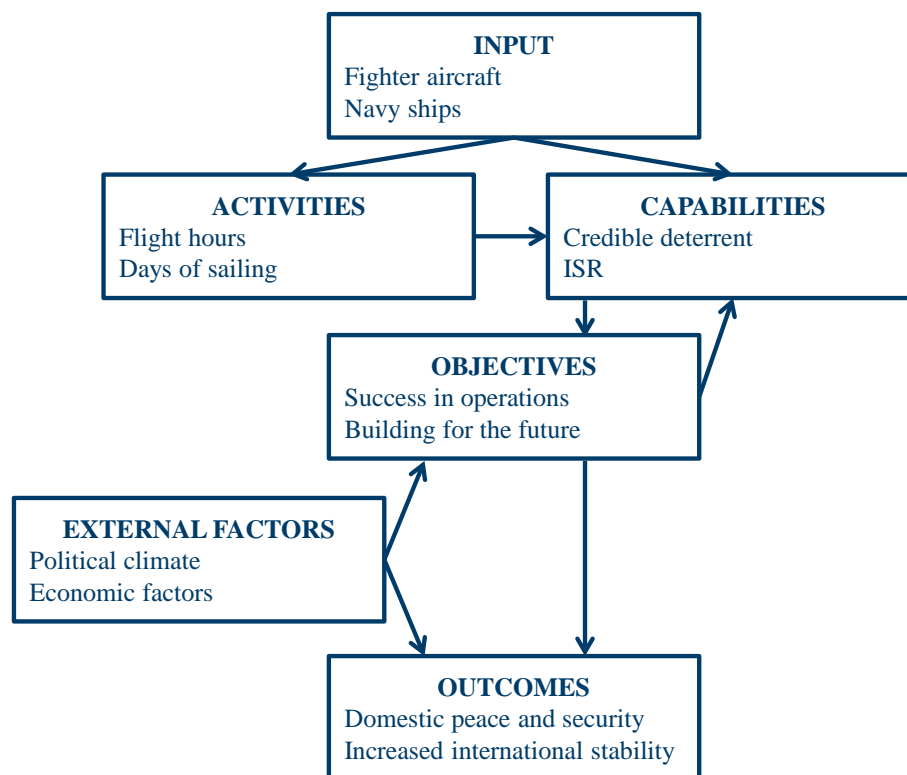 INPUT
Fighter aircraft
Navy ships
ACTIVITIES
Flight hours
Days of sailing
CAPABILITIES
Credible deterrent
ISR
OBJECTIVES
Success in operations
Building for the future
EXTERNAL FACTORS
Political climate
Economic factors
OUTCOMES
Domestic peace and security
Increased international stability